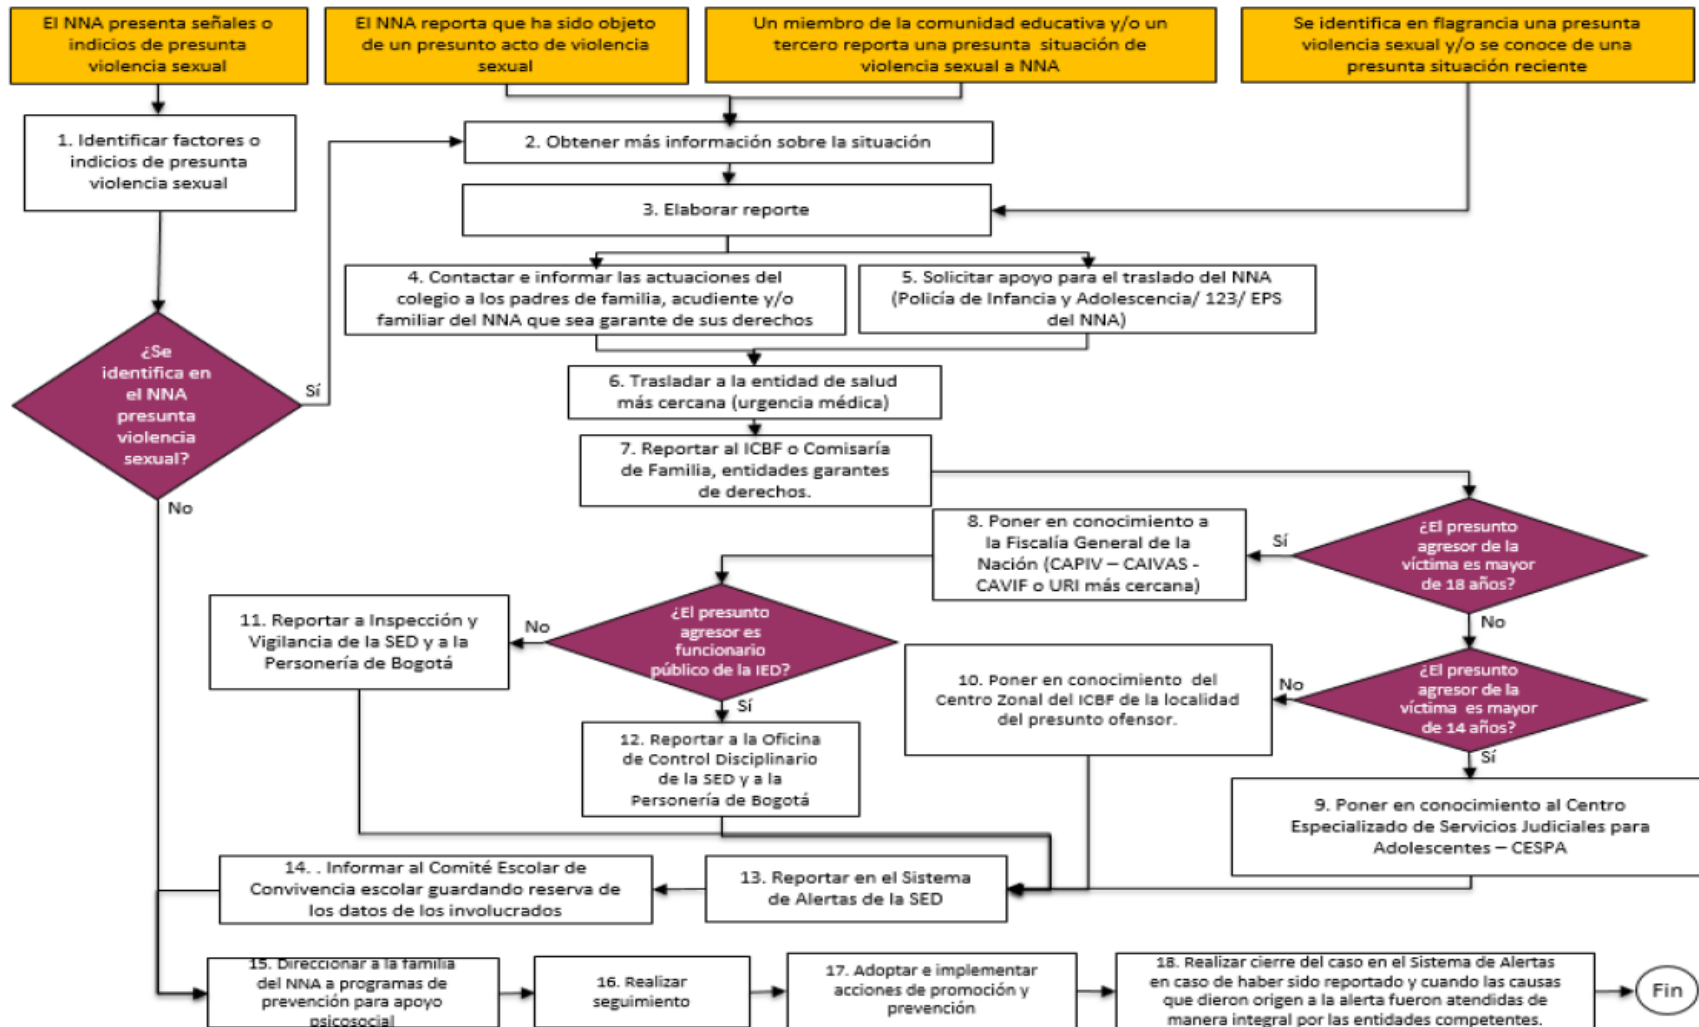 El NNA presenta señales o
indicios de presunta
violencia sexual
El NNA reporta que ha sido objeto
de un presunto acto de violencia
sexual
Un miembro de la comunidad educativa y/o un
tercero reporta una presunta situación de
violencia sexual a NNA
Se identifica en flagrancia una presunta
violencia sexual y/o se conoce de una
presunta situación reciente
1. Identificar factores o
indicios de presunta
violencia sexual
2. Obtener más información sobre la situación
3. Elaborar reporte
4. Contactar e informar las actuaciones del
colegio a los padres de familia, acudiente y/o
familiar del NNA que sea garante de sus derechos
5. Solicitar apoyo para el traslado del NNA
(Policía de Infancia y Adolescencia/ 123/ EPS
del NNA)
¿Se
identifica en
el NNA
presunta
violencia
sexual?
Sí
No
6. Trasladar a la entidad de salud
más cercana (urgencia médica)
7. Reportar al ICBF o Comisaría
de Familia, entidades garantes
de derechos.
¿El presunto
agresor de la
víctima es mayor
de 18 años?
Sí
No
8. Poner en conocimiento a
la Fiscalía General de la
Nación (CAPIV – CAIVAS -
CAVIF o URI más cercana)
¿El presunto
agresor es
funcionario
público de la IED?
No
Sí
11. Reportar a Inspección y
Vigilancia de la SED y a la
Personería de Bogotá
¿El presunto
agresor de la
víctima es mayor
de 14 años?
No
Sí
10. Poner en conocimiento del
Centro Zonal del ICBF de la localidad
del presunto ofensor.
12. Reportar a la Oficina
de Control Disciplinario
de la SED y a la
Personería de Bogotá
9. Poner en conocimiento al Centro
Especializado de Servicios Judiciales para
Adolescentes – CESPA
14. . Informar al Comité Escolar de
Convivencia escolar guardando reserva de
los datos de los involucrados
13. Reportar en el Sistema
de Alertas de la SED
15. Direccionar a la familia
del NNA a programas de
prevención para apoyo
psicosocial
16. Realizar
seguimiento
17. Adoptar e implementar
acciones de promoción y
prevención
18. Realizar cierre del caso en el Sistema de Alertas
en caso de haber sido reportado y cuando las causas
que dieron origen a la alerta fueron atendidas de
manera integral por las entidades competentes.
Fin